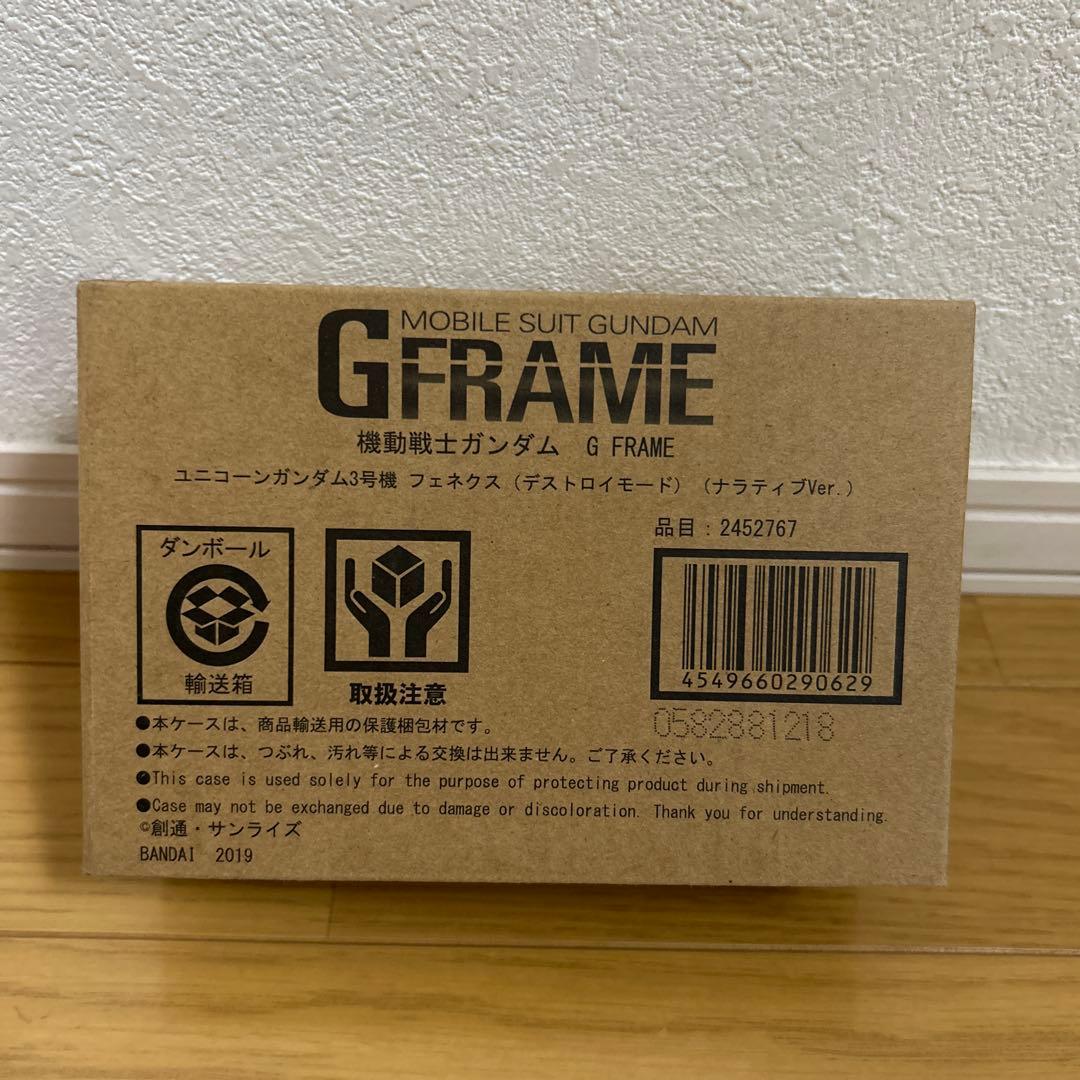 MOBILE SUIT GUNDAM
GFRAME
機動戦士ガンダム G FRAME
ユニコーンガンダム3号機 フェネクス（デストロイモード）（ナラティブVer.）
品目：2452767
ダンボール
輸送箱
取扱注意
4549660290629
0582881218
●本ケースは、商品輸送用の保護梱包材です。
●本ケースは、つぶれ、汚れ等による交換は出来ません。ご了承ください。
●This case is used solely for the purpose of protecting product during shipment.
●Case may not be exchanged due to damage or discoloration. Thank you for understanding.
©創通・サンライズ
BANDAI 2019